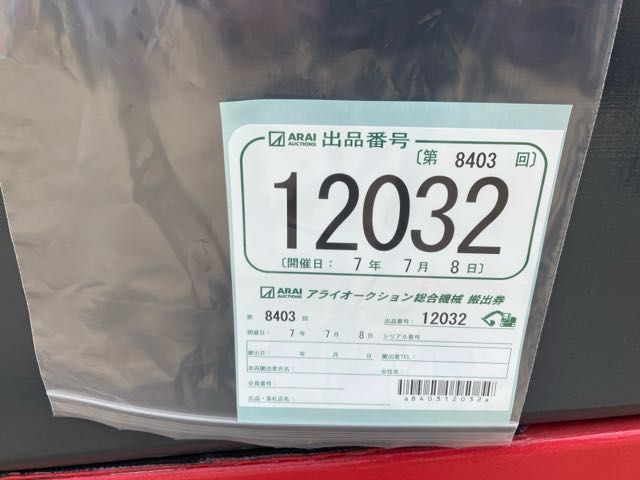 ARAI AUCTIONS 出品番号
〔第 8403 回〕
12032
〔開催日： 7 年 7 月 8 日〕
ARAI AUCTIONS アライオークション総合機械 搬出券
第 8403 回 出品番号： 12032
開催日： 7 年 7 月 8 日 シリアル番号
搬出日 年 月 日 搬出者TEL：
車両搬出者氏名： 会社名：
会員番号：
出品・落札店名：
a840312032a